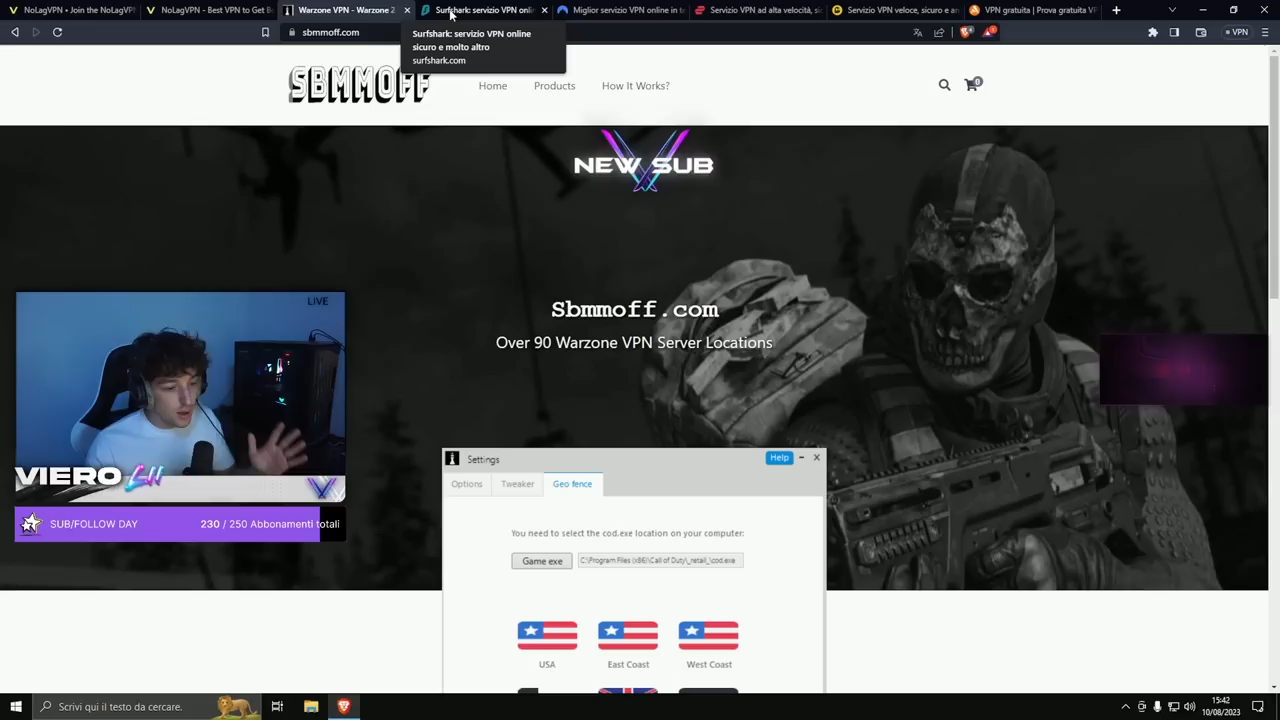 NoLagVPN • Join the NoLagVP
NoLagVPN - Best VPN to Get B
Warzone VPN - Warzone 2
Surfshark: servizio VPN onlin
Miglior servizio VPN online in te
Servizio VPN ad alta velocità, sic
Servizio veloce, sicuro e an
VPN gratuita | Prova gratuita VP
sbmmoff.com
VPN
Surfshark: servizio VPN online
sicuro e molto altro
surfshark.com
SBMMOFF
Home
Products
How It Works?
0
NEW SUB
Sbmmoff.com
Over 90 Warzone VPN Server Locations
LIVE
VIERO
SUB/FOLLOW DAY
230 / 250 Abbonamenti totali
Settings
Help
Options
Tweaker
Geo fence
You need to select the cod.exe location on your computer:
Game exe
C:\Program Files (x86)\Call of Duty\_retail_\cod.exe
USA
East Coast
West Coast
Scrivi qui il testo da cercare.
15:42
10/08/2023